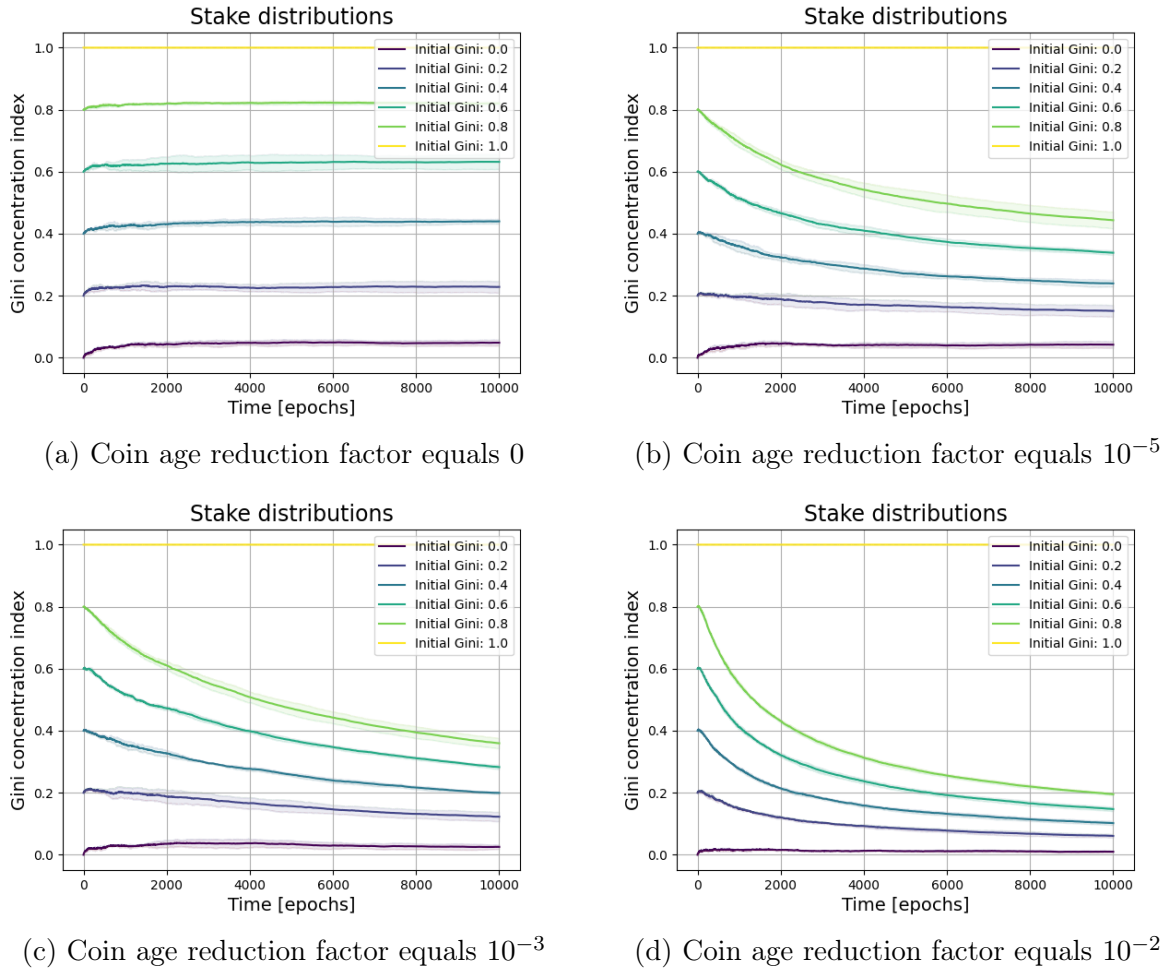 Stake distributions
Gini concentration index
1.0
0.8
0.6
0.4
0.2
0.0
Initial Gini: 0.0
Initial Gini: 0.2
Initial Gini: 0.4
Initial Gini: 0.6
Initial Gini: 0.8
Initial Gini: 1.0
0 2000 4000 6000 8000 10000
Time [epochs]
(a) Coin age reduction factor equals 0
Stake distributions
Gini concentration index
1.0
0.8
0.6
0.4
0.2
0.0
Initial Gini: 0.0
Initial Gini: 0.2
Initial Gini: 0.4
Initial Gini: 0.6
Initial Gini: 0.8
Initial Gini: 1.0
0 2000 4000 6000 8000 10000
Time [epochs]
(b) Coin age reduction factor equals 10⁻⁵
Stake distributions
Gini concentration index
1.0
0.8
0.6
0.4
0.2
0.0
Initial Gini: 0.0
Initial Gini: 0.2
Initial Gini: 0.4
Initial Gini: 0.6
Initial Gini: 0.8
Initial Gini: 1.0
0 2000 4000 6000 8000 10000
Time [epochs]
(c) Coin age reduction factor equals 10⁻³
Stake distributions
Gini concentration index
1.0
0.8
0.6
0.4
0.2
0.0
Initial Gini: 0.0
Initial Gini: 0.2
Initial Gini: 0.4
Initial Gini: 0.6
Initial Gini: 0.8
Initial Gini: 1.0
0 2000 4000 6000 8000 10000
Time [epochs]
(d) Coin age reduction factor equals 10⁻²